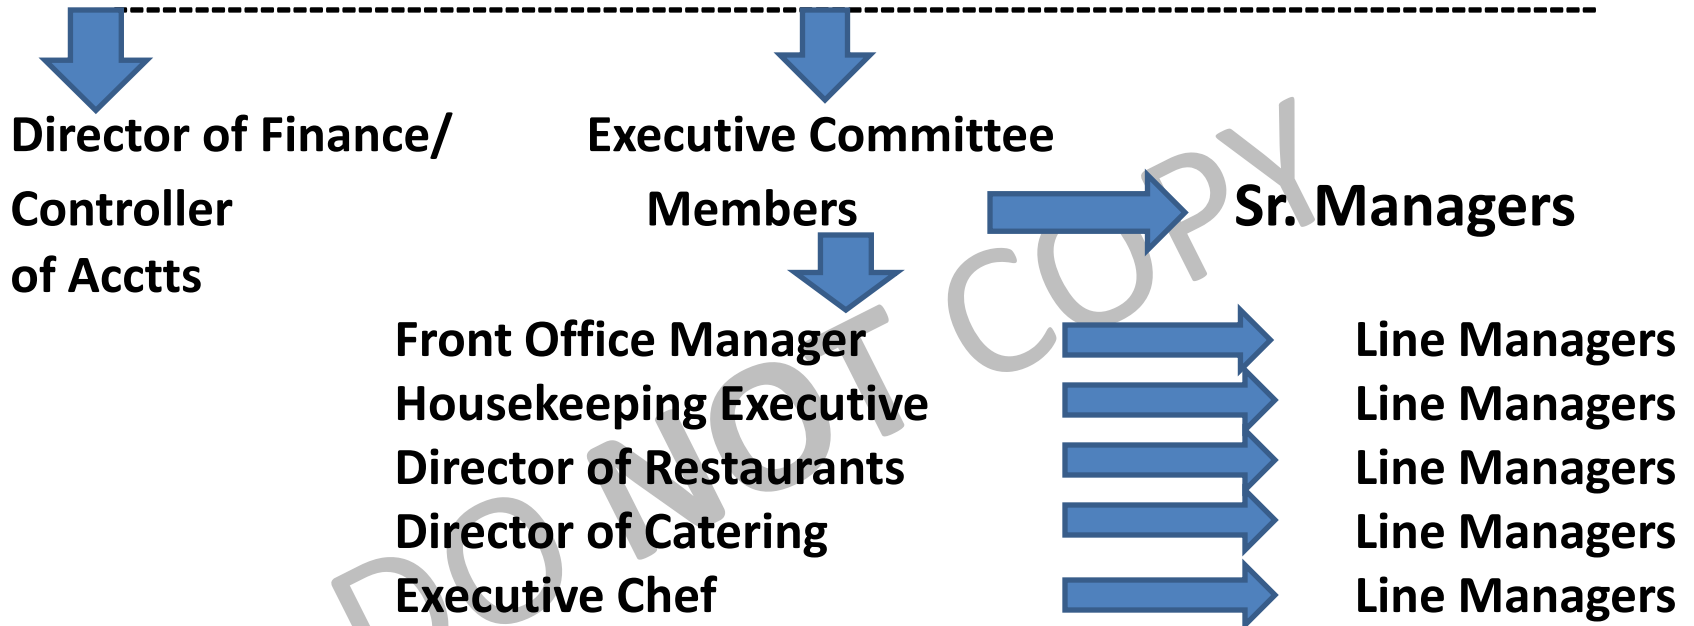 Director of Finance/ Executive Committee
Controller Members Sr. Managers
of Acctts
Front Office Manager Line Managers
Housekeeping Executive Line Managers
Director of Restaurants Line Managers
Director of Catering Line Managers
Executive Chef Line Managers
DO NOT COPY